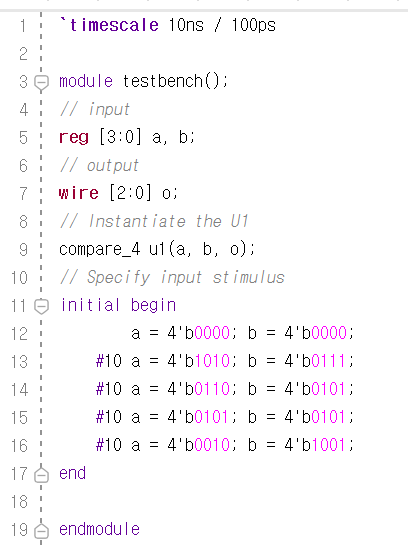 1 `timescale 10ns / 100ps
2
3 module testbench();
4 // input
5 reg [3:0] a, b;
6 // output
7 wire [2:0] o;
8 // Instantiate the U1
9 compare_4 u1(a, b, o);
10 // Specify input stimulus
11 initial begin
12 a = 4'b0000; b = 4'b0000;
13 #10 a = 4'b1010; b = 4'b0111;
14 #10 a = 4'b0110; b = 4'b0101;
15 #10 a = 4'b0101; b = 4'b0101;
16 #10 a = 4'b0010; b = 4'b1001;
17 end
18
19 endmodule